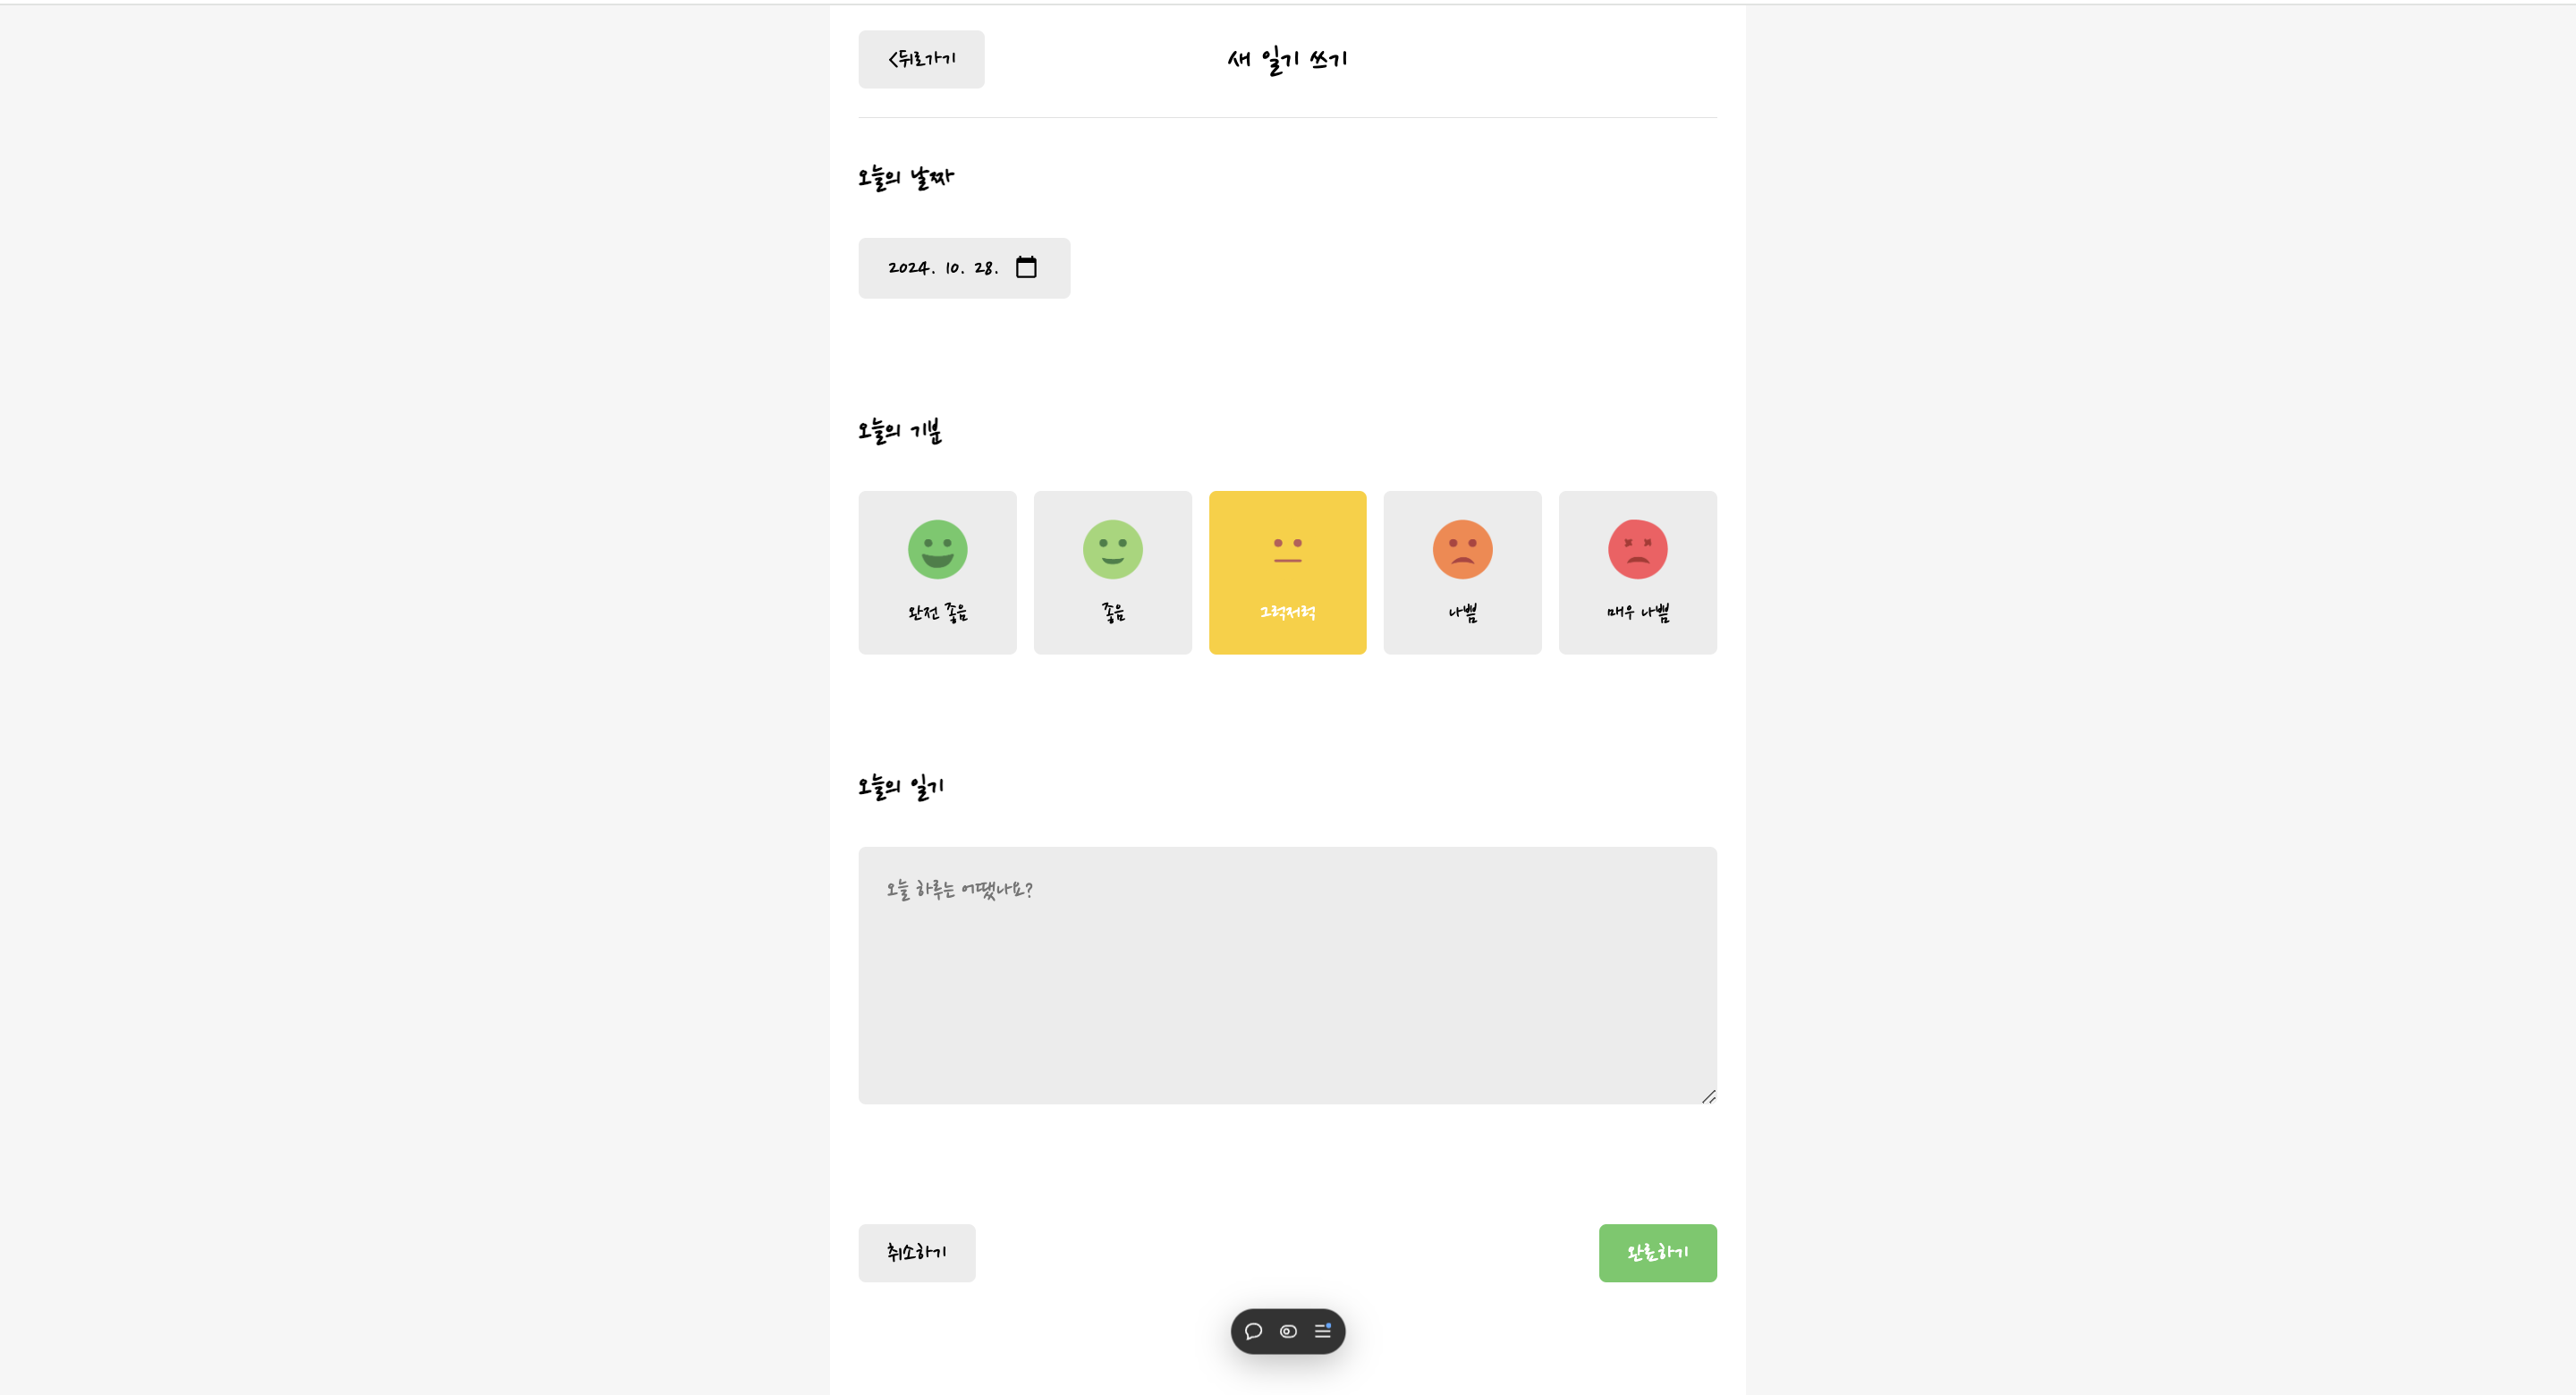 <뒤로가기
새 일기 쓰기
오늘의 날짜
2024. 10. 28.
오늘의 기분
완전 좋음
좋음
그럭저럭
나쁨
매우 나쁨
오늘의 일기
오늘 하루는 어땠나요?
취소하기
완료하기